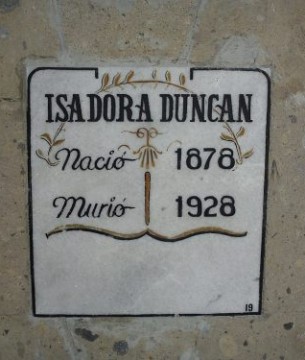 ISADORA DUNCAN
Nació 1878
Murió 1928
19